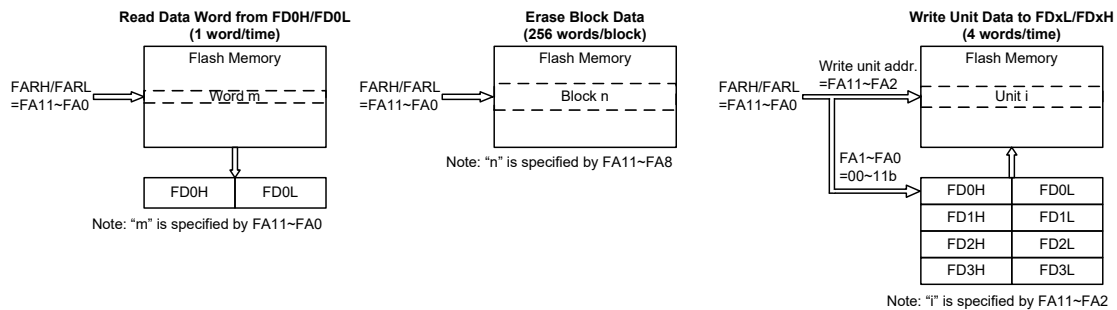 Read Data Word from FD0H/FD0L
(1 word/time)
Flash Memory
FARH/FARL
=FA11~FA0
Word m
FD0H
FD0L
Note: “m” is specified by FA11~FA0
Erase Block Data
(256 words/block)
Flash Memory
FARH/FARL
=FA11~FA0
Block n
Note: “n” is specified by FA11~FA8
Write Unit Data to FDxL/FDxH
(4 words/time)
Flash Memory
Write unit addr.
=FA11~FA2
FARH/FARL
=FA11~FA0
Unit i
FA1~FA0
=00~11b
FD0H
FD0L
FD1H
FD1L
FD2H
FD2L
FD3H
FD3L
Note: “i” is specified by FA11~FA2